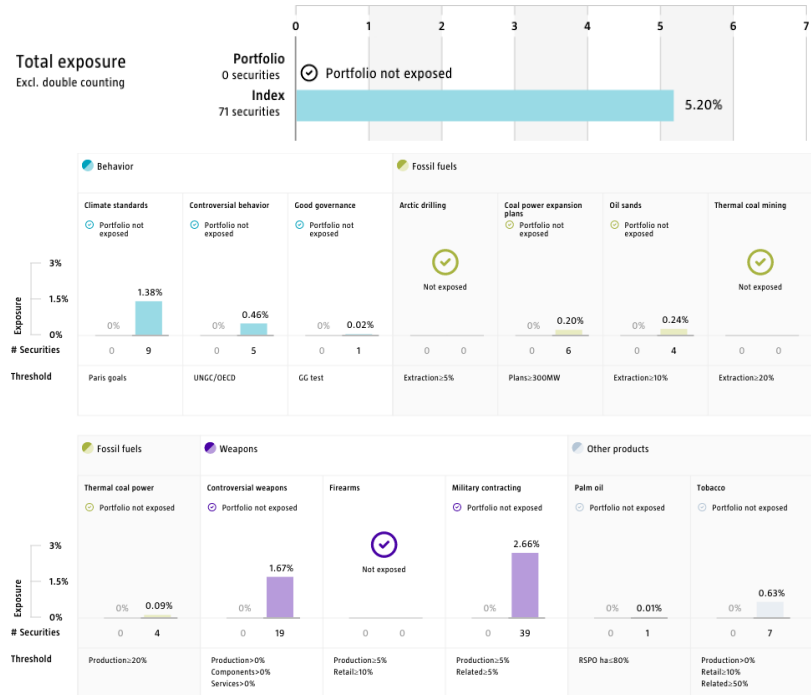 0 1 2 3 4 5 6 7
Total exposure
Excl. double counting
Portfolio
0 securities
Portfolio not exposed
Index
71 securities
5.20%
Behavior
Fossil fuels
Climate standards
Controversial behavior
Good governance
Arctic drilling
Coal power expansion
plans
Oil sands
Thermal coal mining
Portfolio not
exposed
Portfolio not
exposed
Portfolio not
exposed
Portfolio not
exposed
Portfolio not
exposed
Not exposed
Not exposed
Exposure
3%
1.5%
0%
0% 1.38%
0% 0.46%
0% 0.02%
0% 0.20%
0% 0.24%
# Securities 0 9 0 5 0 1 0 0 0 6 0 4 0 0
Threshold Paris goals UNGC/OECD GG test Extraction≥5% Plans≥300MW Extraction≥10% Extraction≥20%
Fossil fuels
Weapons
Other products
Thermal coal power
Controversial weapons
Firearms
Military contracting
Palm oil
Tobacco
Portfolio not exposed
Portfolio not exposed
Portfolio not exposed
Portfolio not exposed
Portfolio not exposed
Not exposed
Exposure
3%
1.5%
0%
0% 0.09%
0% 1.67%
0% 2.66%
0% 0.01%
0% 0.63%
# Securities 0 4 0 19 0 0 0 39 0 1 0 7
Threshold Production≥20% Production>0% Production≥5% Production≥5% RSPO ha≤80% Production>0%
Components>0% Retail≥10% Related≥5% Retail≥10%
Services>0% Related≥50%